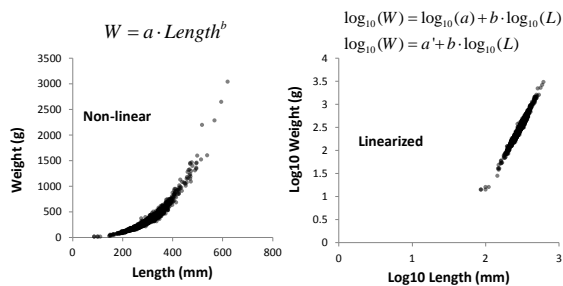 W = a · Length^b
log10(W) = log10(a) + b · log10(L)
log10(W) = a' + b · log10(L)
3500
3000
2500
2000
1500
1000
500
0
Weight (g)
Non-linear
0 200 400 600 800
Length (mm)
4
3.5
3
2.5
2
1.5
1
0.5
0
Log10 Weight (g)
Linearized
0 1 2 3
Log10 Length (mm)